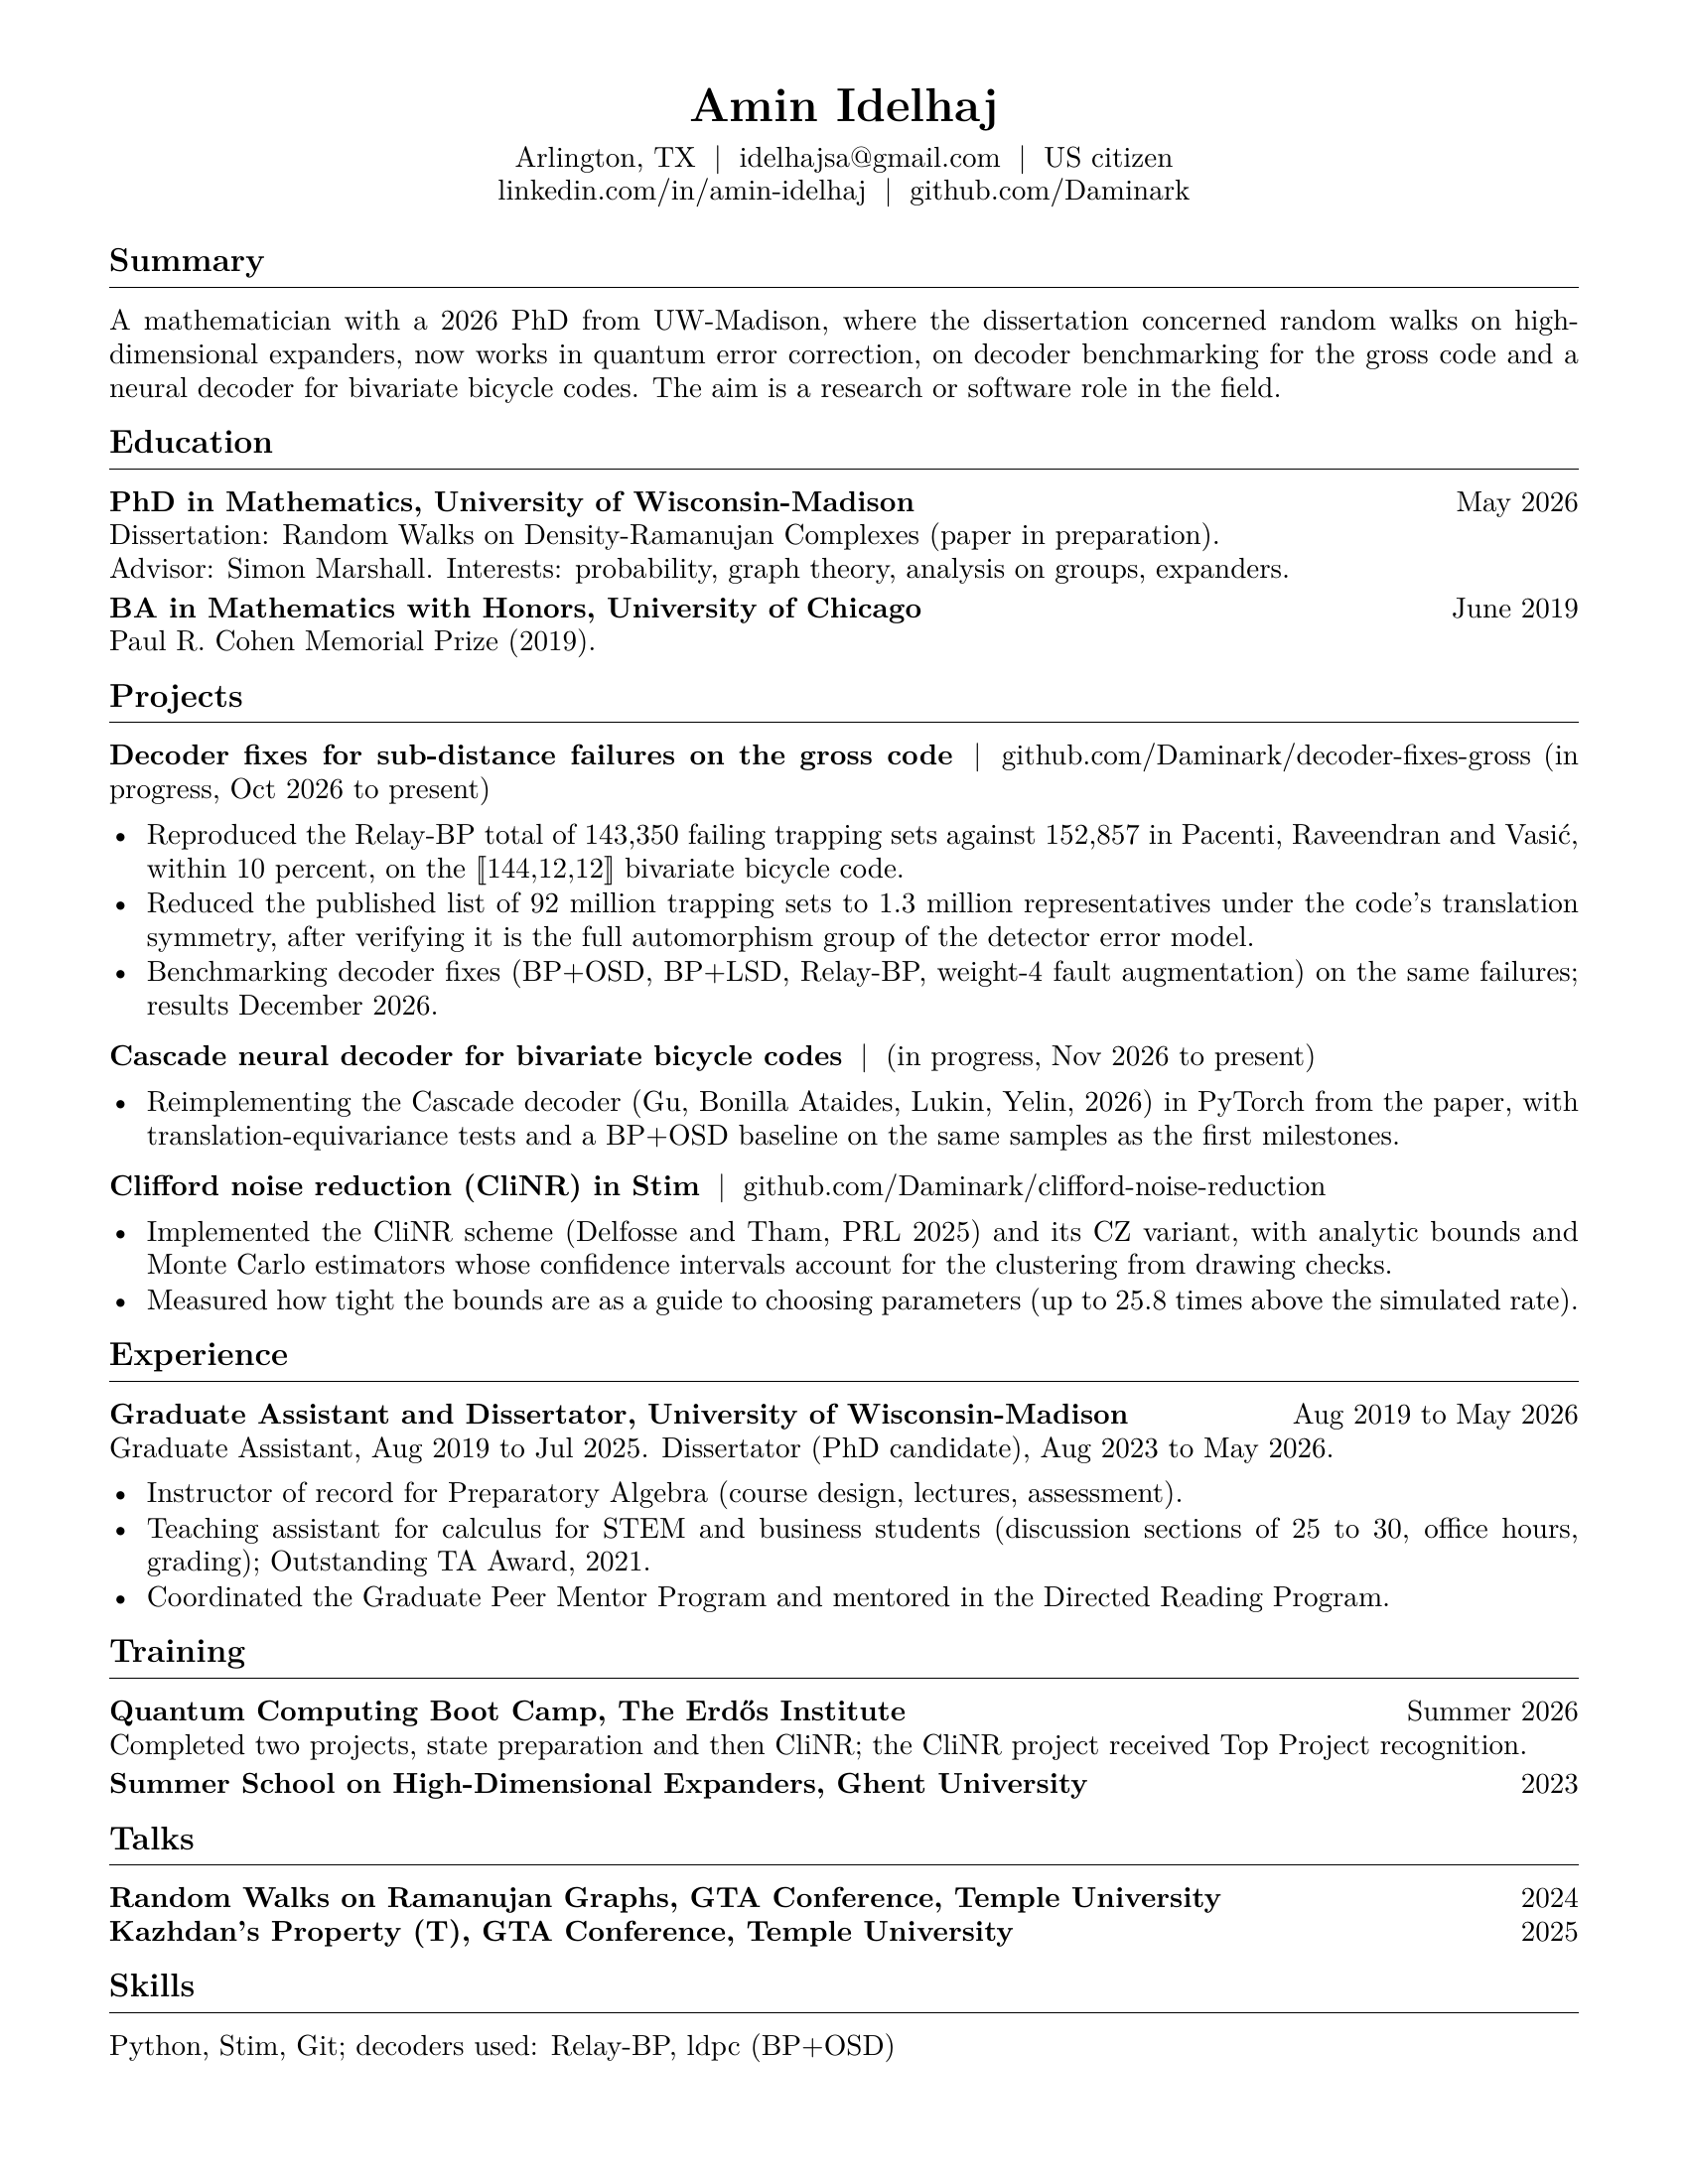 Amin Idelhaj
Arlington, TX | idelhajsa@gmail.com | US citizen
linkedin.com/in/amin-idelhaj | github.com/Daminark
Summary
A mathematician with a 2026 PhD from UW-Madison, where the dissertation concerned random walks on high-
dimensional expanders, now works in quantum error correction, on decoder benchmarking for the gross code and a
neural decoder for bivariate bicycle codes. The aim is a research or software role in the field.
Education
PhD in Mathematics, University of Wisconsin-Madison May 2026
Dissertation: Random Walks on Density-Ramanujan Complexes (paper in preparation).
Advisor: Simon Marshall. Interests: probability, graph theory, analysis on groups, expanders.
BA in Mathematics with Honors, University of Chicago June 2019
Paul R. Cohen Memorial Prize (2019).
Projects
Decoder fixes for sub-distance failures on the gross code | github.com/Daminark/decoder-fixes-gross (in
progress, Oct 2026 to present)
• Reproduced the Relay-BP total of 143,350 failing trapping sets against 152,857 in Pacenti, Raveendran and Vasić,
within 10 percent, on the ⟦144,12,12⟧ bivariate bicycle code.
• Reduced the published list of 92 million trapping sets to 1.3 million representatives under the code's translation
symmetry, after verifying it is the full automorphism group of the detector error model.
• Benchmarking decoder fixes (BP+OSD, BP+LSD, Relay-BP, weight-4 fault augmentation) on the same failures;
results December 2026.
Cascade neural decoder for bivariate bicycle codes | (in progress, Nov 2026 to present)
• Reimplementing the Cascade decoder (Gu, Bonilla Ataides, Lukin, Yelin, 2026) in PyTorch from the paper, with
translation-equivariance tests and a BP+OSD baseline on the same samples as the first milestones.
Clifford noise reduction (CliNR) in Stim | github.com/Daminark/clifford-noise-reduction
• Implemented the CliNR scheme (Delfosse and Tham, PRL 2025) and its CZ variant, with analytic bounds and
Monte Carlo estimators whose confidence intervals account for the clustering from drawing checks.
• Measured how tight the bounds are as a guide to choosing parameters (up to 25.8 times above the simulated rate).
Experience
Graduate Assistant and Dissertator, University of Wisconsin-Madison Aug 2019 to May 2026
Graduate Assistant, Aug 2019 to Jul 2025. Dissertator (PhD candidate), Aug 2023 to May 2026.
• Instructor of record for Preparatory Algebra (course design, lectures, assessment).
• Teaching assistant for calculus for STEM and business students (discussion sections of 25 to 30, office hours,
grading); Outstanding TA Award, 2021.
• Coordinated the Graduate Peer Mentor Program and mentored in the Directed Reading Program.
Training
Quantum Computing Boot Camp, The Erdős Institute Summer 2026
Completed two projects, state preparation and then CliNR; the CliNR project received Top Project recognition.
Summer School on High-Dimensional Expanders, Ghent University 2023
Talks
Random Walks on Ramanujan Graphs, GTA Conference, Temple University 2024
Kazhdan's Property (T), GTA Conference, Temple University 2025
Skills
Python, Stim, Git; decoders used: Relay-BP, ldpc (BP+OSD)